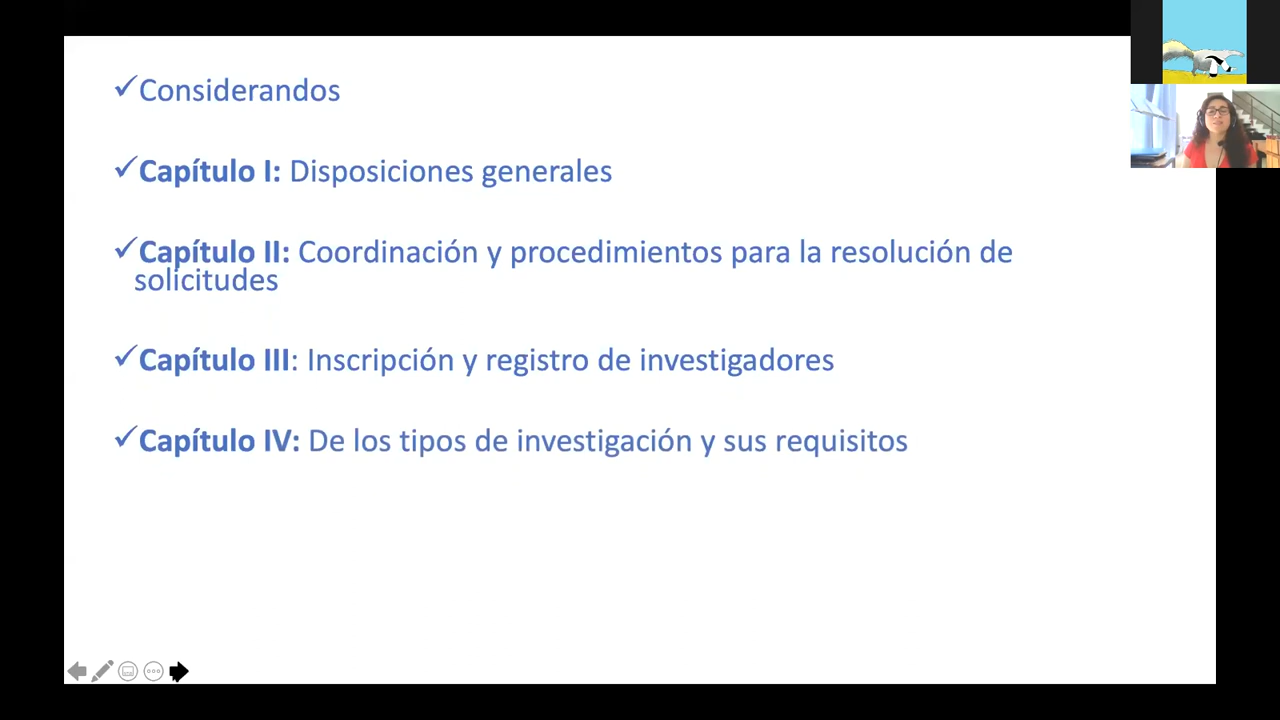 ✓Considerandos
✓Capítulo I: Disposiciones generales
✓Capítulo II: Coordinación y procedimientos para la resolución de
solicitudes
✓Capítulo III: Inscripción y registro de investigadores
✓Capítulo IV: De los tipos de investigación y sus requisitos